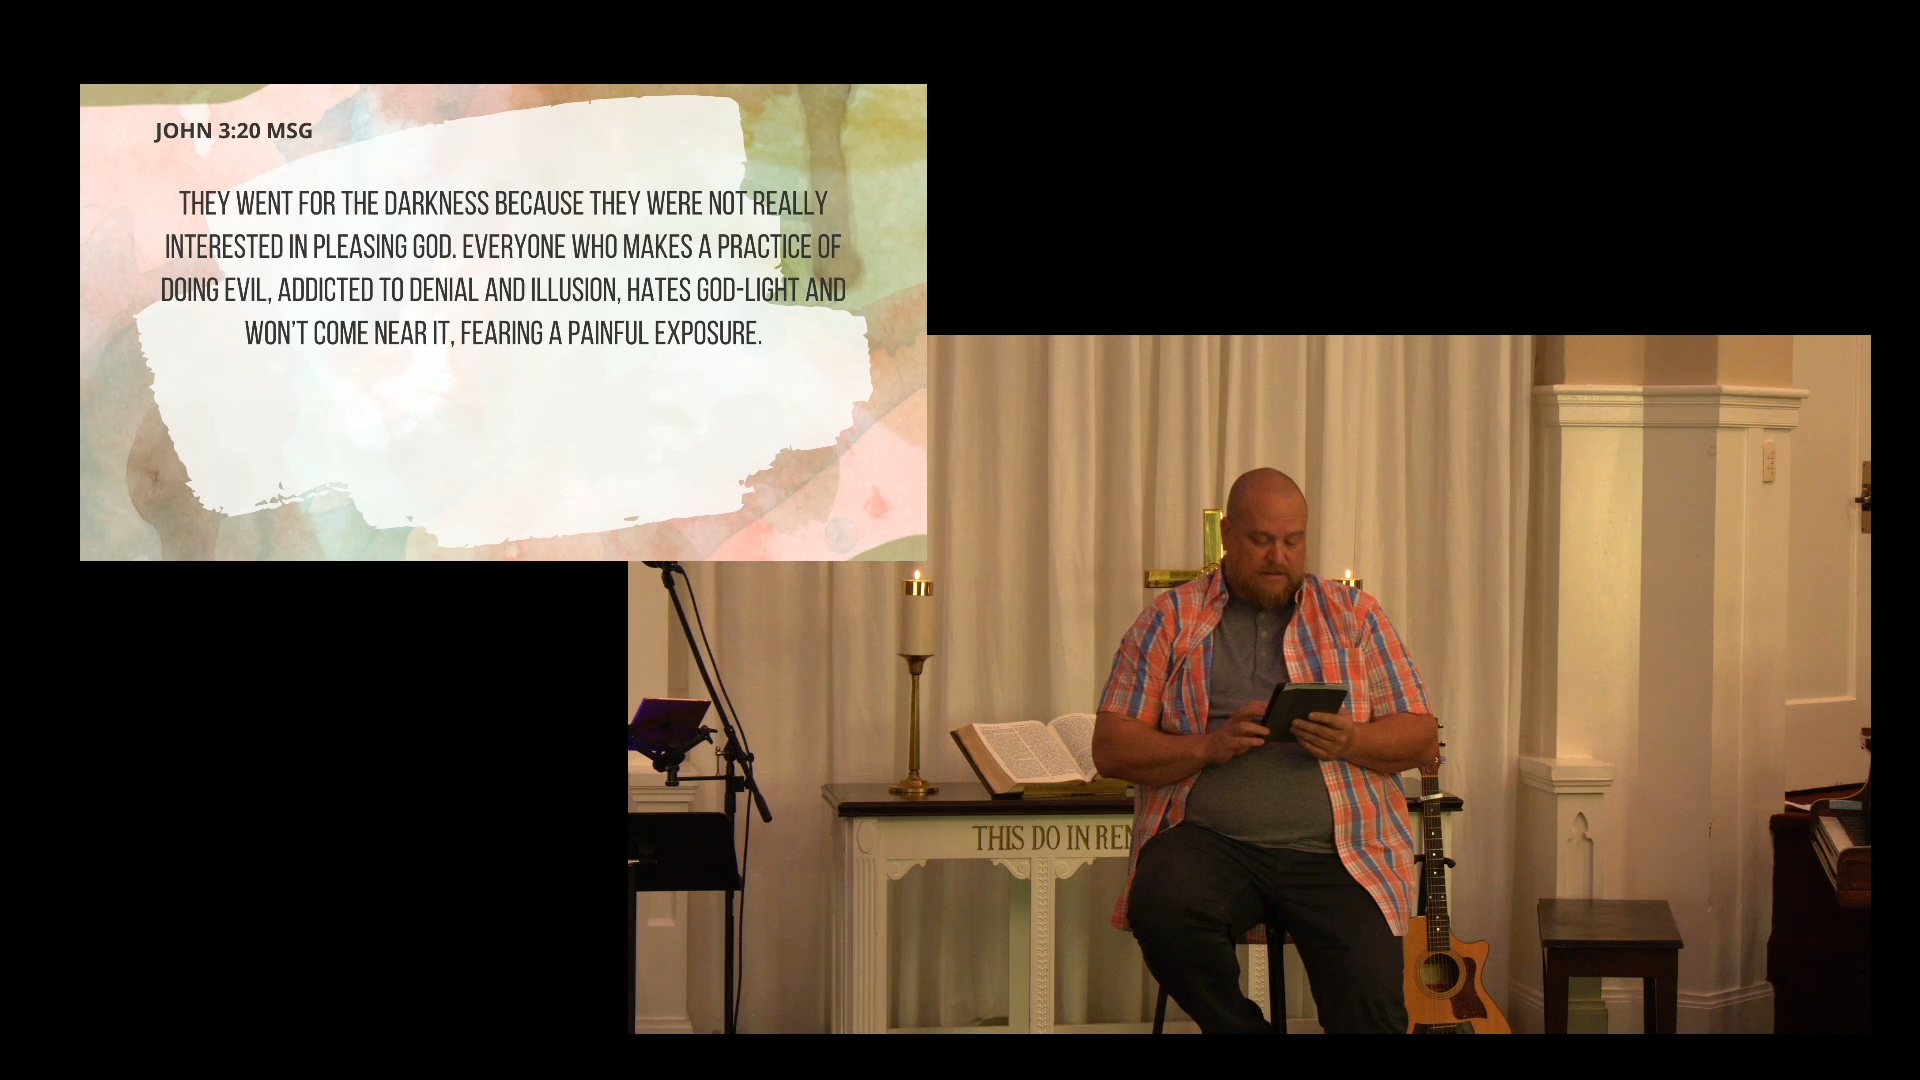 JOHN 3:20 MSG
THEY WENT FOR THE DARKNESS BECAUSE THEY WERE NOT REALLY
INTERESTED IN PLEASING GOD. EVERYONE WHO MAKES A PRACTICE OF
DOING EVIL, ADDICTED TO DENIAL AND ILLUSION, HATES GOD-LIGHT AND
WON'T COME NEAR IT, FEARING A PAINFUL EXPOSURE.
THIS DO IN REN